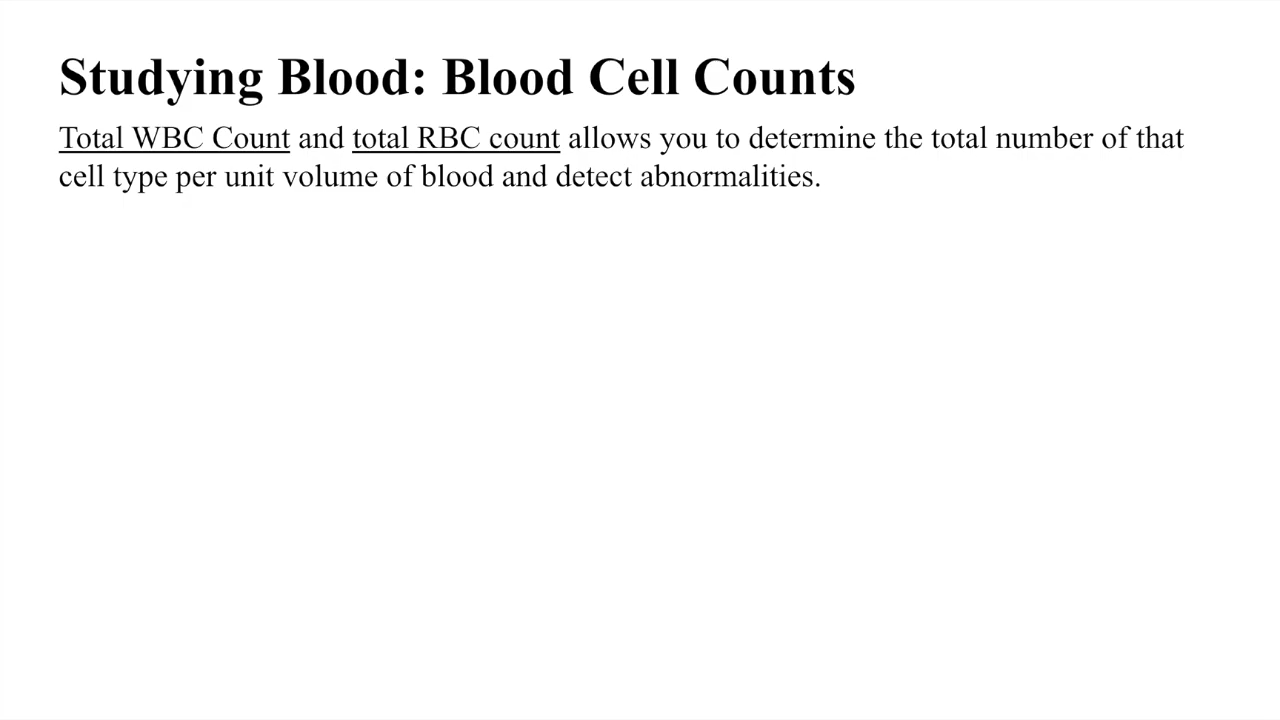 Studying Blood: Blood Cell Counts
Total WBC Count and total RBC count allows you to determine the total number of that
cell type per unit volume of blood and detect abnormalities.